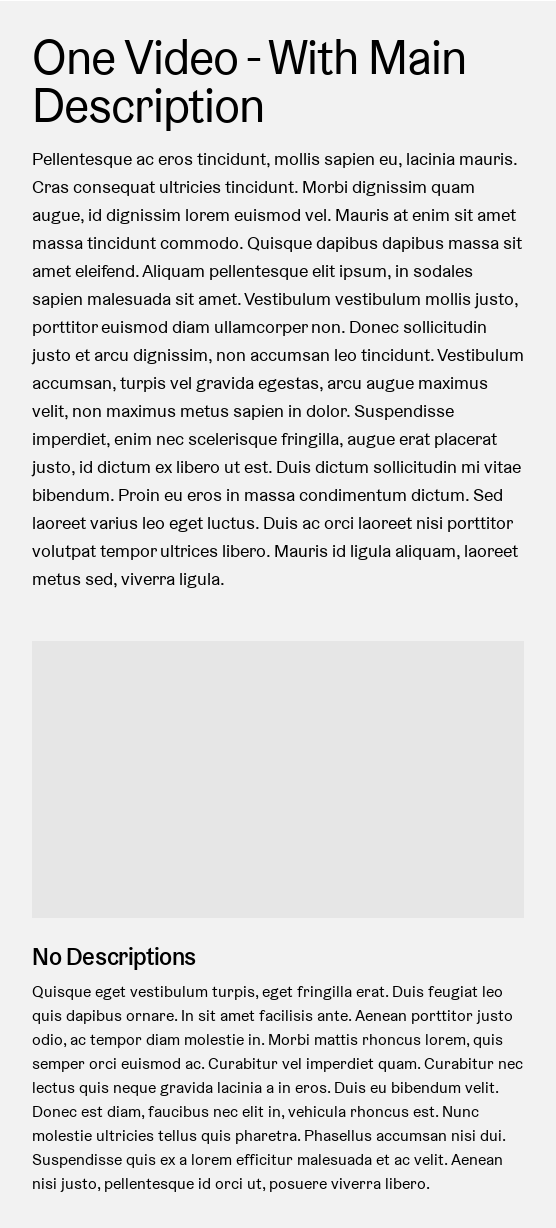 One Video - With Main
Description
Pellentesque ac eros tincidunt, mollis sapien eu, lacinia mauris.
Cras consequat ultricies tincidunt. Morbi dignissim quam
augue, id dignissim lorem euismod vel. Mauris at enim sit amet
massa tincidunt commodo. Quisque dapibus dapibus massa sit
amet eleifend. Aliquam pellentesque elit ipsum, in sodales
sapien malesuada sit amet. Vestibulum vestibulum mollis justo,
porttitor euismod diam ullamcorper non. Donec sollicitudin
justo et arcu dignissim, non accumsan leo tincidunt. Vestibulum
accumsan, turpis vel gravida egestas, arcu augue maximus
velit, non maximus metus sapien in dolor. Suspendisse
imperdiet, enim nec scelerisque fringilla, augue erat placerat
justo, id dictum ex libero ut est. Duis dictum sollicitudin mi vitae
bibendum. Proin eu eros in massa condimentum dictum. Sed
laoreet varius leo eget luctus. Duis ac orci laoreet nisi porttitor
volutpat tempor ultrices libero. Mauris id ligula aliquam, laoreet
metus sed, viverra ligula.
No Descriptions
Quisque eget vestibulum turpis, eget fringilla erat. Duis feugiat leo
quis dapibus ornare. In sit amet facilisis ante. Aenean porttitor justo
odio, ac tempor diam molestie in. Morbi mattis rhoncus lorem, quis
semper orci euismod ac. Curabitur vel imperdiet quam. Curabitur nec
lectus quis neque gravida lacinia a in eros. Duis eu bibendum velit.
Donec est diam, faucibus nec elit in, vehicula rhoncus est. Nunc
molestie ultricies tellus quis pharetra. Phasellus accumsan nisi dui.
Suspendisse quis ex a lorem efficitur malesuada et ac velit. Aenean
nisi justo, pellentesque id orci ut, posuere viverra libero.